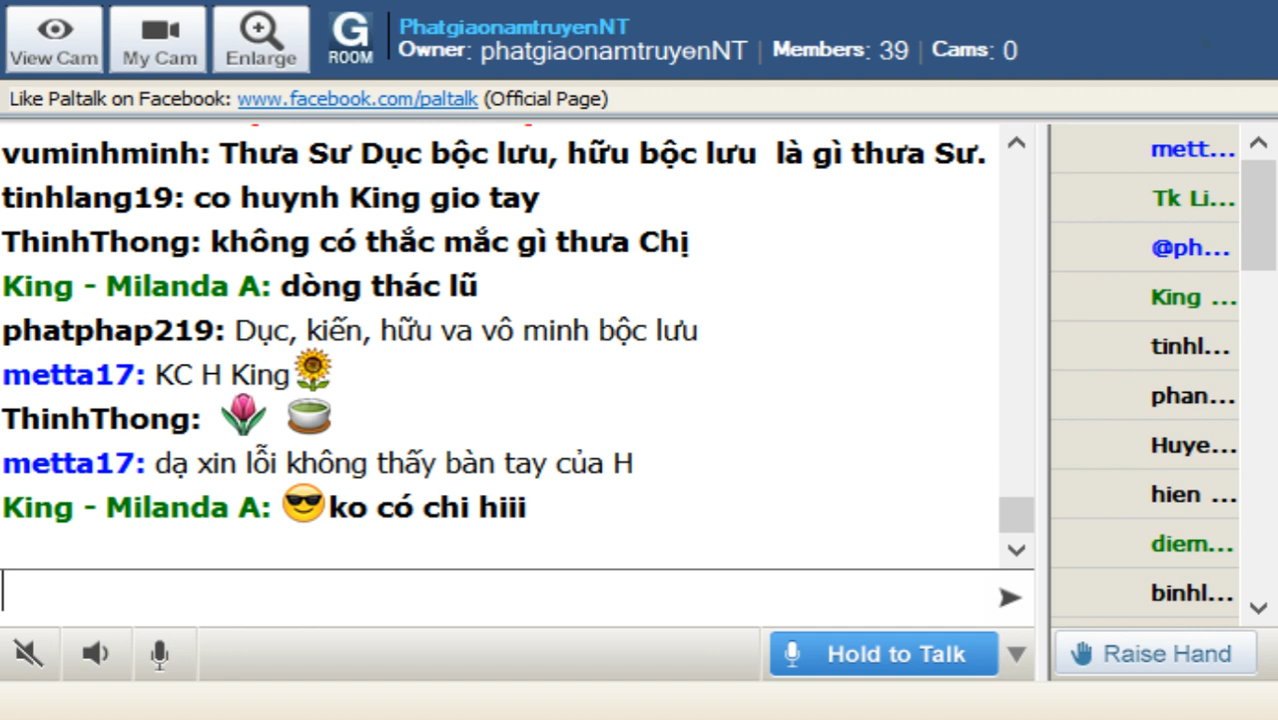 View Cam
My Cam
Enlarge
G
ROOM
PhatgiaonamtruyenNT
Owner: phatgiaonamtruyenNT | Members: 39 | Cams: 0
Like Paltalk on Facebook: www.facebook.com/paltalk (Official Page)
vuminhminh: Thưa Sư Dục bộc lưu, hữu bộc lưu là gì thưa Sư.
tinhlang19: co huynh King gio tay
ThinhThong: không có thắc mắc gì thưa Chị
King - Milanda A: dòng thác lũ
phatphap219: Dục, kiến, hữu va vô minh bộc lưu
metta17: KC H King
ThinhThong:
metta17: dạ xin lỗi không thấy bàn tay của H
King - Milanda A: ko có chi hiii
mett...
Tk Li...
@ph...
King ...
tinhl...
phan...
Huye...
hien ...
diem...
binhl...
Hold to Talk
Raise Hand